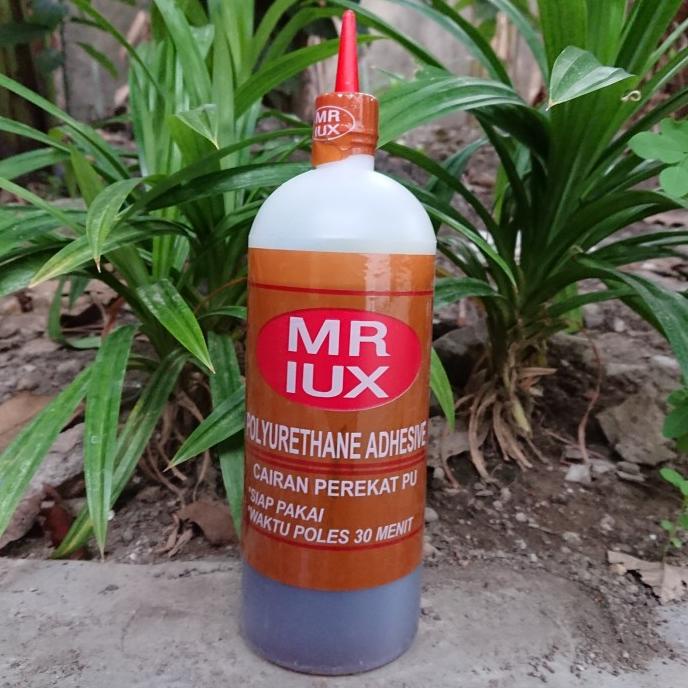 MR
IUX
MR
IUX
POLYURETHANE ADHESIVE
CAIRAN PEREKAT PU
*SIAP PAKAI
*WAKTU POLES 30 MENIT